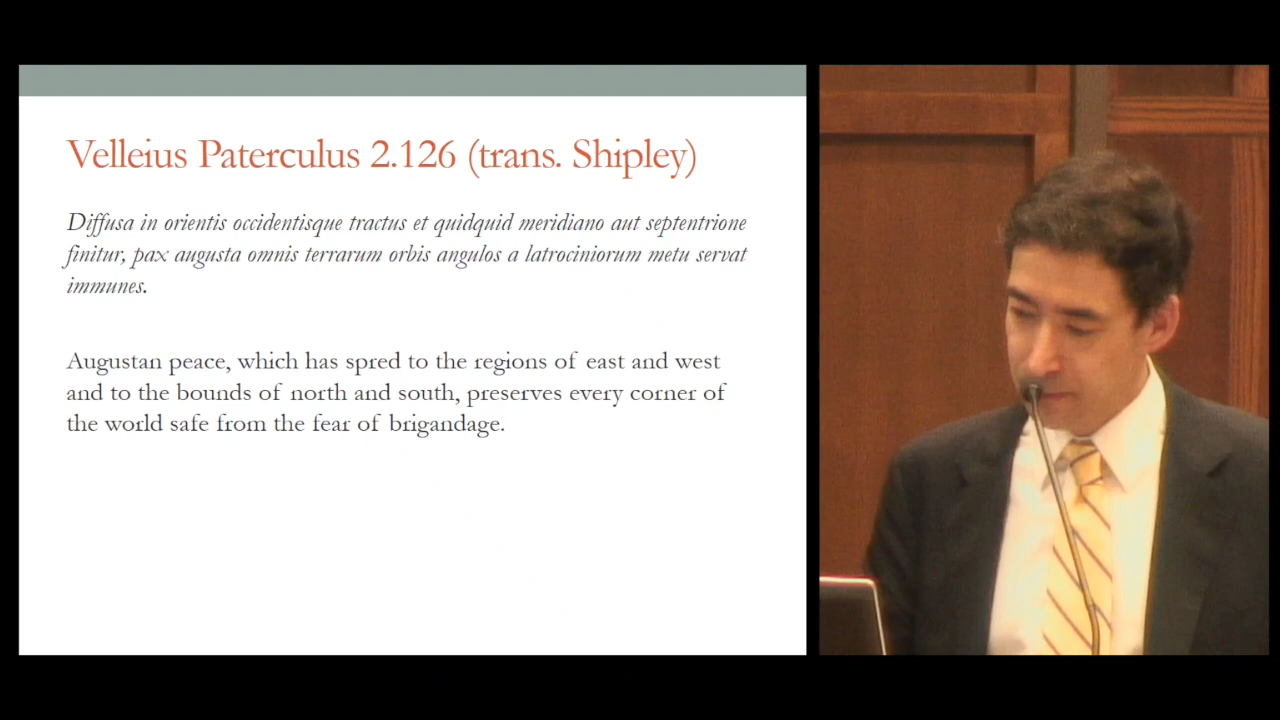 Velleius Paterculus 2.126 (trans. Shipley)
Diffusa in orientis occidentisque tractus et quidquid meridiano aut septentrione
finitur, pax augusta omnis terrarum orbis angulos a latrociniorum metu servat
immunes.
Augustan peace, which has spred to the regions of east and west
and to the bounds of north and south, preserves every corner of
the world safe from the fear of brigandage.